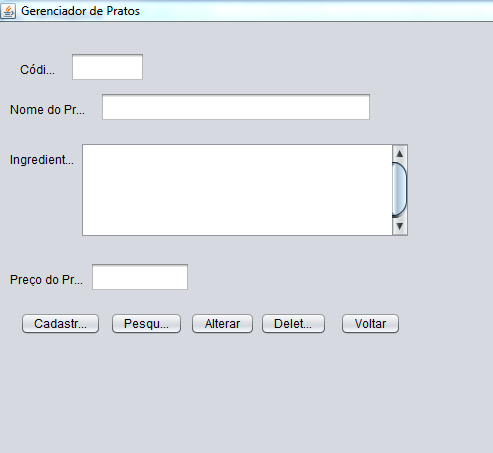 Gerenciador de Pratos
Códi...
Nome do Pr...
Ingredient...
Preço do Pr...
Cadastr... Pesqu... Alterar Delet... Voltar